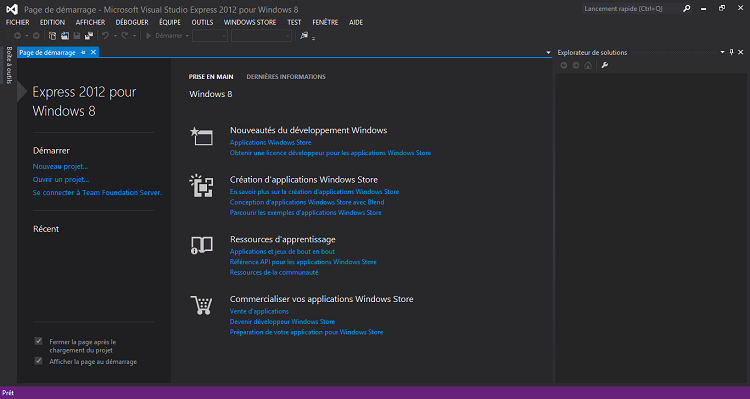 Page de démarrage - Microsoft Visual Studio Express 2012 pour Windows 8
Lancement rapide (Ctrl+Q)
FICHIER EDITION AFFICHER DÉBOGUER ÉQUIPE OUTILS WINDOWS STORE TEST FENÊTRE AIDE
Démarrer
Boîte à outils
Page de démarrage
Explorateur de solutions
Express 2012 pour
Windows 8
Démarrer
Nouveau projet...
Ouvrir un projet...
Se connecter à Team Foundation Server..
Récent
Fermer la page après le
chargement du projet
Afficher la page au démarrage
PRISE EN MAIN DERNIÈRES INFORMATIONS
Windows 8
Nouveautés du développement Windows
Applications Windows Store
Obtenir une licence développeur pour les applications Windows Store
Création d'applications Windows Store
En savoir plus sur la création d'applications Windows Store
Conception d'applications Windows Store avec Blend
Parcourir les exemples d'applications Windows Store
Ressources d'apprentissage
Applications et jeux de bout en bout
Référence API pour les applications Windows Store
Ressources de la communauté
Commercialiser vos applications Windows Store
Vente d'applications
Devenir développeur Windows Store
Préparation de votre application pour Windows Store
Prêt